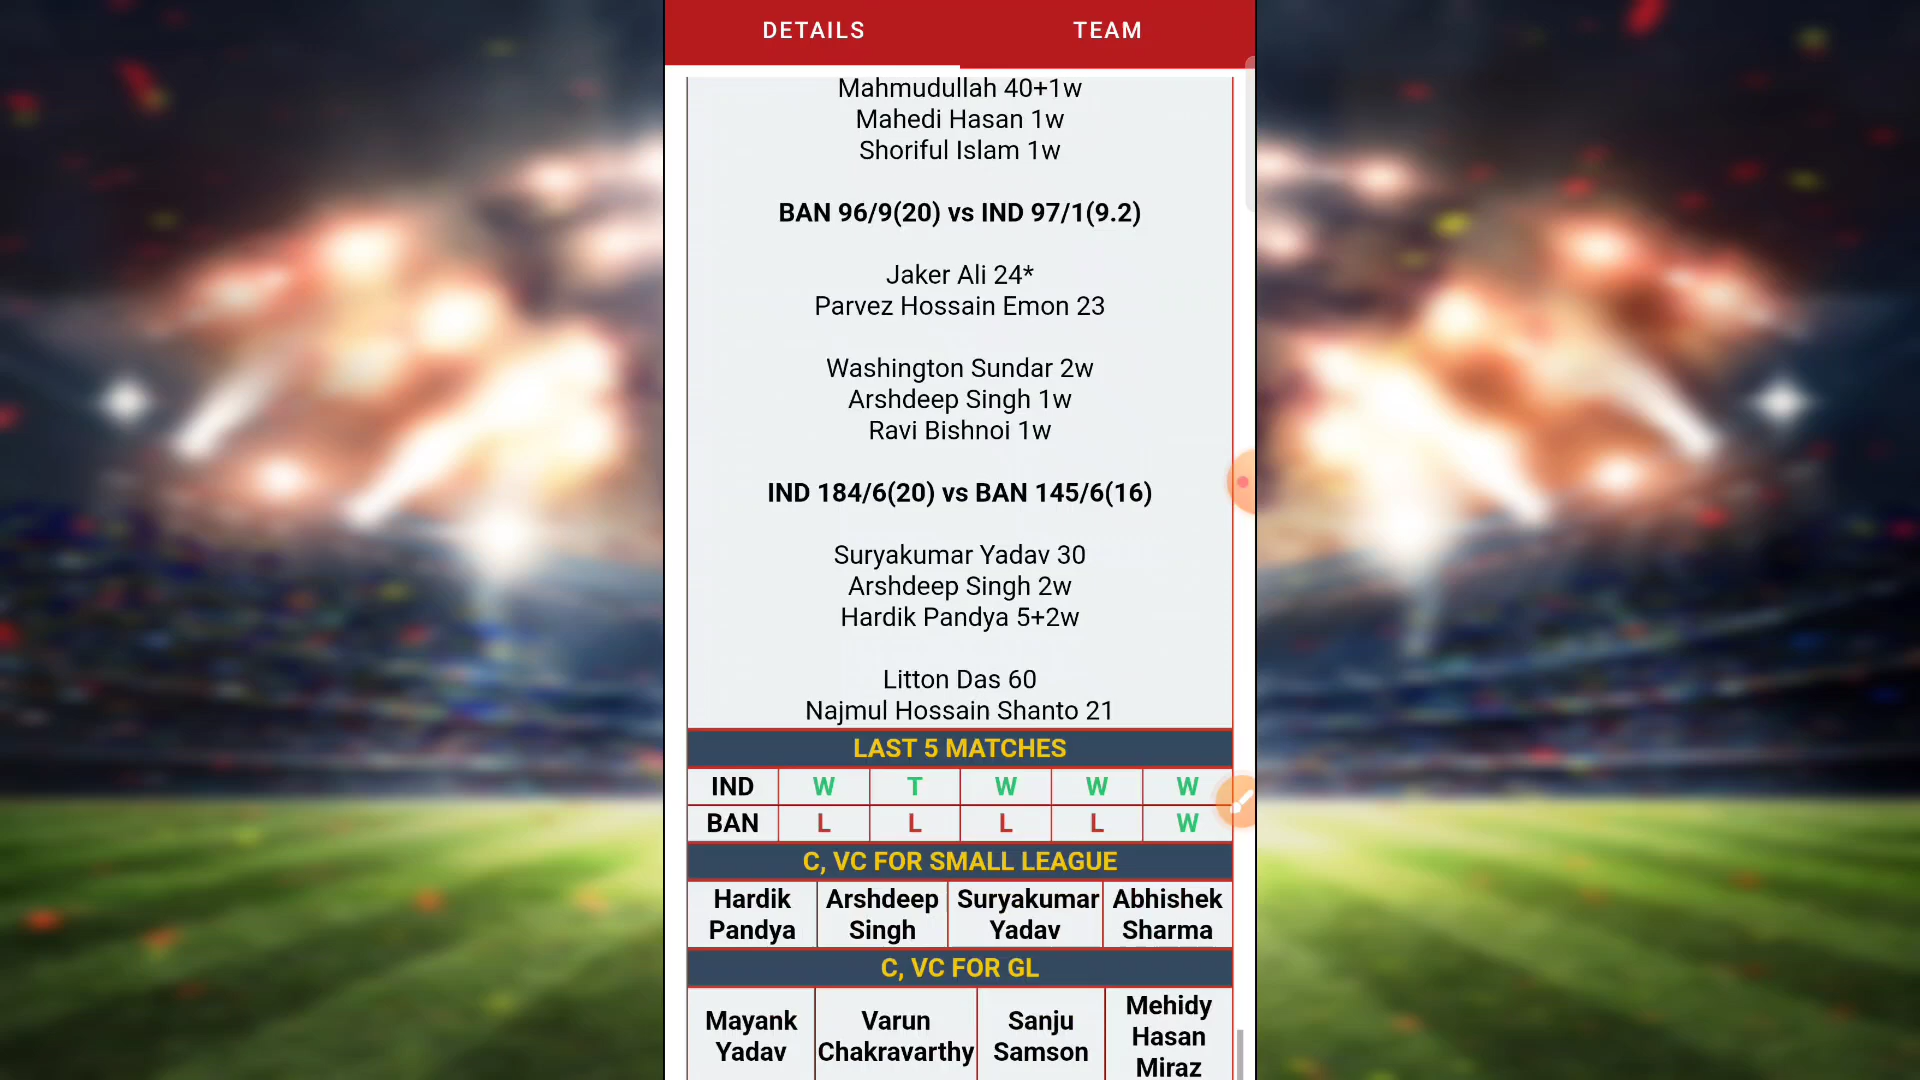 DETAILS TEAM
Mahmudullah 40+1w
Mahedi Hasan 1w
Shoriful Islam 1w
BAN 96/9(20) vs IND 97/1(9.2)
Jaker Ali 24*
Parvez Hossain Emon 23
Washington Sundar 2w
Arshdeep Singh 1w
Ravi Bishnoi 1w
IND 184/6(20) vs BAN 145/6(16)
Suryakumar Yadav 30
Arshdeep Singh 2w
Hardik Pandya 5+2w
Litton Das 60
Najmul Hossain Shanto 21
LAST 5 MATCHES
IND W T W W W
BAN L L L L W
C, VC FOR SMALL LEAGUE
Hardik Pandya
Arshdeep Singh
Suryakumar Yadav
Abhishek Sharma
C, VC FOR GL
Mayank Yadav
Varun Chakravarthy
Sanju Samson
Mehidy Hasan Miraz